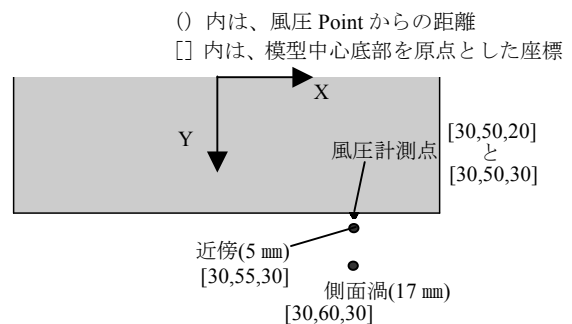 () 内は、風圧 Point からの距離
[] 内は、模型中心底部を原点とした座標
X
Y
風圧計測点
[30,50,20]
と
[30,50,30]
近傍(5 ㎜)
[30,55,30]
側面渦(17 ㎜)
[30,60,30]